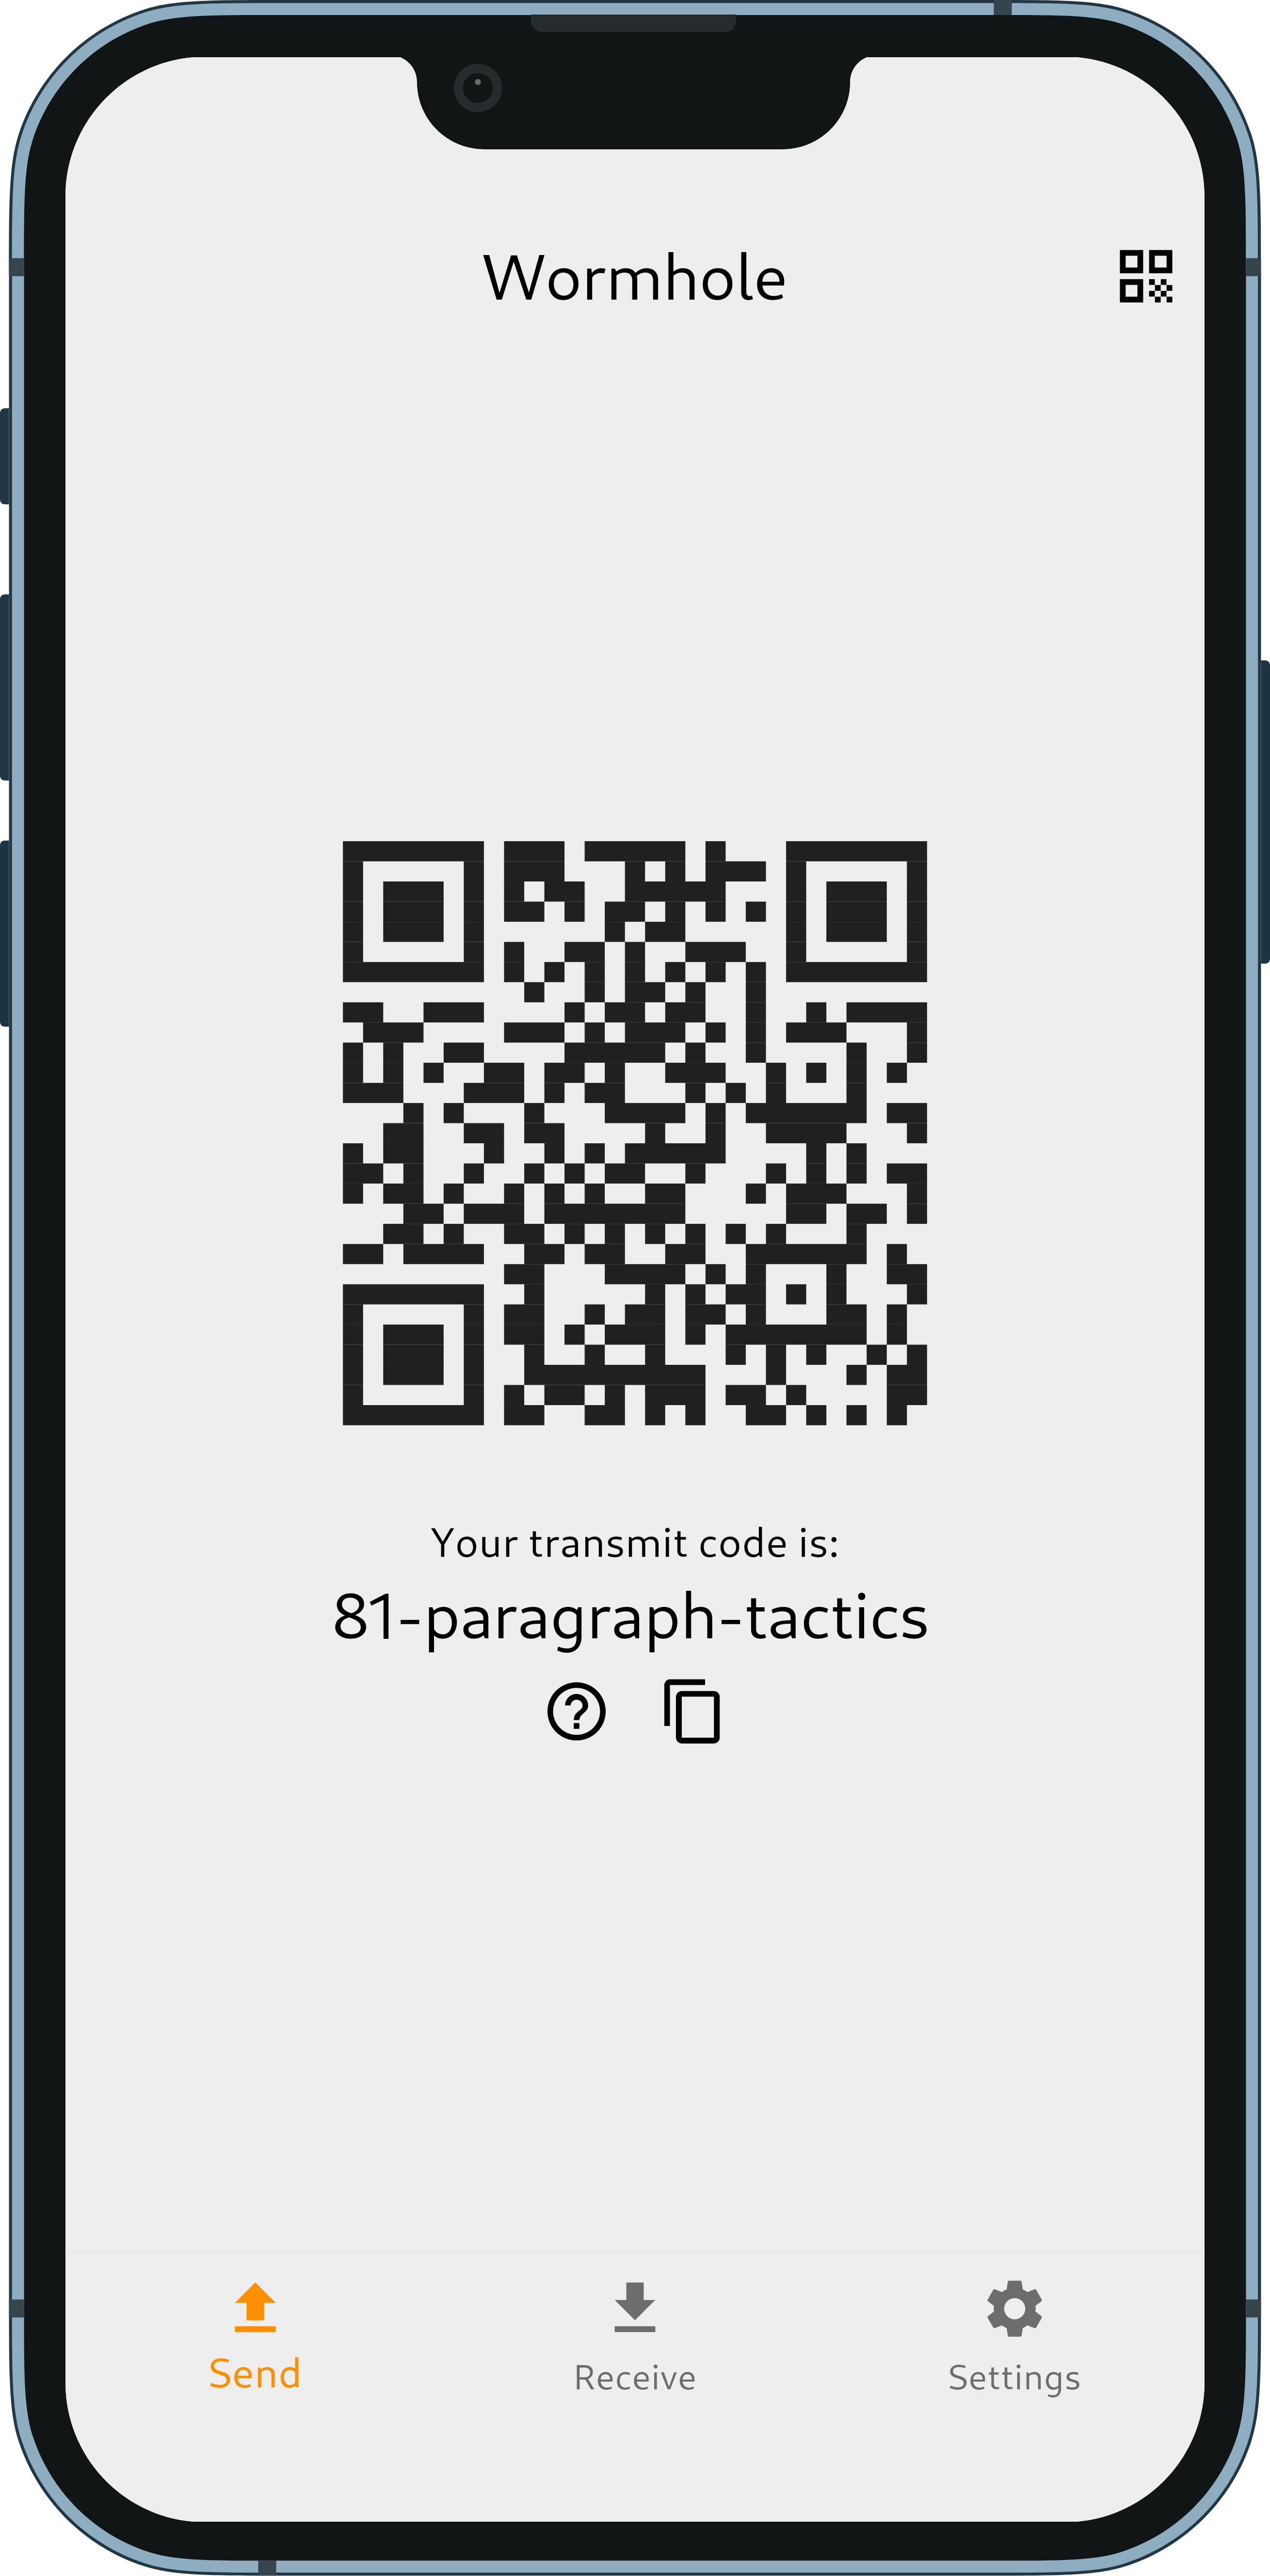 Wormhole
Your transmit code is:
81-paragraph-tactics
Send
Receive
Settings